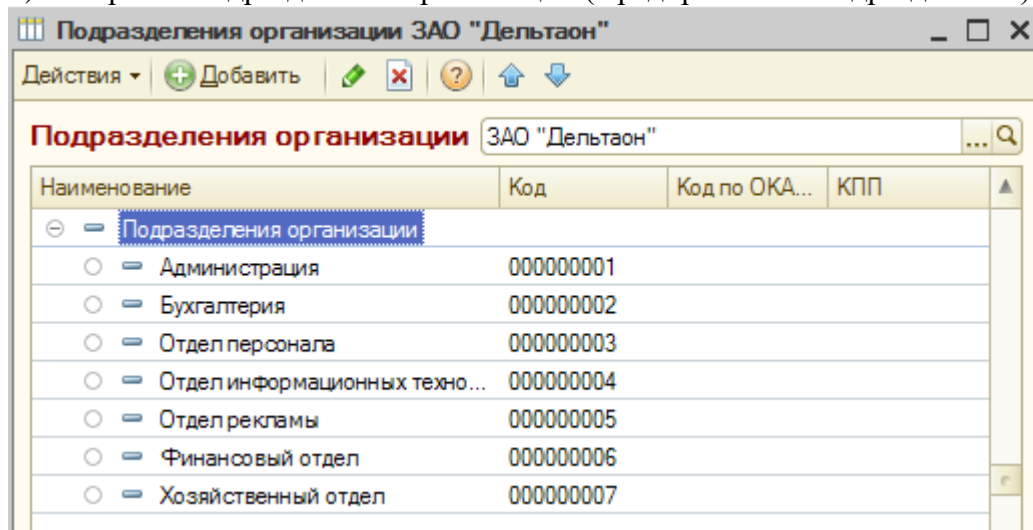 Подразделения организации ЗАО "Дельтаон"
Действия Добавить
Подразделения организации ЗАО "Дельтаон" ...
Наименование Код Код по ОКА... КПП
Подразделения организации
Администрация 000000001
Бухгалтерия 000000002
Отдел персонала 000000003
Отдел информационных техно... 000000004
Отдел рекламы 000000005
Финансовый отдел 000000006
Хозяйственный отдел 000000007